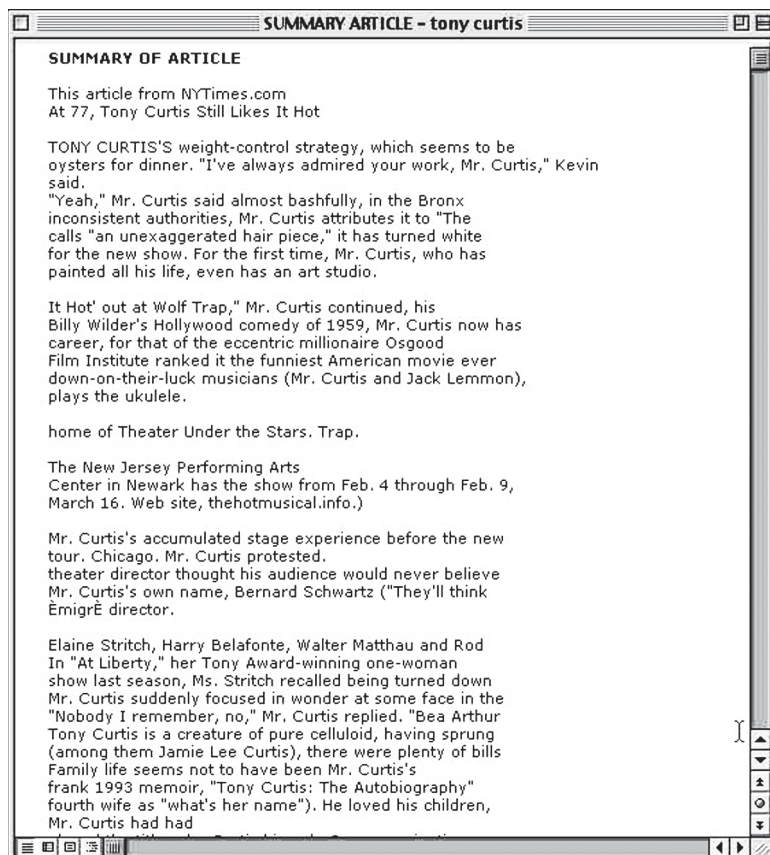 SUMMARY ARTICLE – tony curtis
SUMMARY OF ARTICLE
This article from NYTimes.com
At 77, Tony Curtis Still Likes It Hot
TONY CURTIS'S weight-control strategy, which seems to be
oysters for dinner. "I've always admired your work, Mr. Curtis," Kevin
said.
"Yeah," Mr. Curtis said almost bashfully, in the Bronx
inconsistent authorities, Mr. Curtis attributes it to "The
calls "an unexaggerated hair piece," it has turned white
for the new show. For the first time, Mr. Curtis, who has
painted all his life, even has an art studio.
It Hot' out at Wolf Trap," Mr. Curtis continued, his
Billy Wilder's Hollywood comedy of 1959, Mr. Curtis now has
career, for that of the eccentric millionaire Osgood
Film Institute ranked it the funniest American movie ever
down-on-their-luck musicians (Mr. Curtis and Jack Lemmon),
plays the ukulele.
home of Theater Under the Stars. Trap.
The New Jersey Performing Arts
Center in Newark has the show from Feb. 4 through Feb. 9,
March 16. Web site, thehotmusical.info.)
Mr. Curtis's accumulated stage experience before the new
tour. Chicago. Mr. Curtis protested.
theater director thought his audience would never believe
Mr. Curtis's own name, Bernard Schwartz ("They'll think
ÈmigrÈ director.
Elaine Stritch, Harry Belafonte, Walter Matthau and Rod
In "At Liberty," her Tony Award-winning one-woman
show last season, Ms. Stritch recalled being turned down
Mr. Curtis suddenly focused in wonder at some face in the
"Nobody I remember, no," Mr. Curtis replied. "Bea Arthur
Tony Curtis is a creature of pure celluloid, having sprung
(among them Jamie Lee Curtis), there were plenty of bills
Family life seems not to have been Mr. Curtis's
frank 1993 memoir, "Tony Curtis: The Autobiography"
fourth wife as "what's her name"). He loved his children,
Mr. Curtis had had